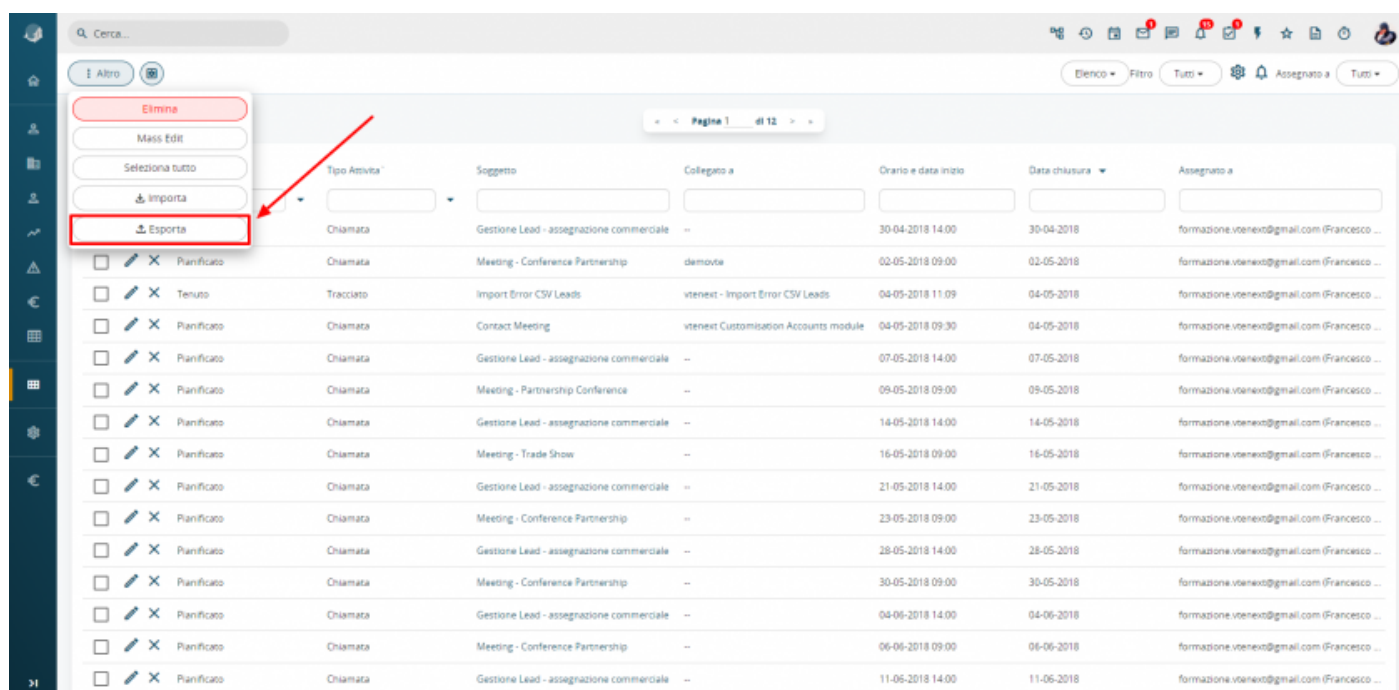 Cerca...
1 15 1
Altro Elenco Filtro Tutti Assegnato a Tutti
Elimina
« < Pagina 1 di 12 > »
Mass Edit
Seleziona tutto
Tipo Attivita' Soggetto Collegato a Orario e data inizio Data chiusura Assegnato a
Importa
Esporta Chiamata Gestione Lead - assegnazione commerciale -- 30-04-2018 14:00 30-04-2018 formazione.vtenext@gmail.com (Francesco ...
Pianificato Chiamata Meeting - Conference Partnership demovte 02-05-2018 09:00 02-05-2018 formazione.vtenext@gmail.com (Francesco ...
Tenuto Tracciato Import Error CSV Leads vtenext - Import Error CSV Leads 04-05-2018 11:09 04-05-2018 formazione.vtenext@gmail.com (Francesco ...
Pianificato Chiamata Contact Meeting vtenext Customisation Accounts module 04-05-2018 09:30 04-05-2018 formazione.vtenext@gmail.com (Francesco ...
Pianificato Chiamata Gestione Lead - assegnazione commerciale -- 07-05-2018 14:00 07-05-2018 formazione.vtenext@gmail.com (Francesco ...
Pianificato Chiamata Meeting - Partnership Conference -- 09-05-2018 09:00 09-05-2018 formazione.vtenext@gmail.com (Francesco ...
Pianificato Chiamata Gestione Lead - assegnazione commerciale -- 14-05-2018 14:00 14-05-2018 formazione.vtenext@gmail.com (Francesco ...
Pianificato Chiamata Meeting - Trade Show -- 16-05-2018 09:00 16-05-2018 formazione.vtenext@gmail.com (Francesco ...
Pianificato Chiamata Gestione Lead - assegnazione commerciale -- 21-05-2018 14:00 21-05-2018 formazione.vtenext@gmail.com (Francesco ...
Pianificato Chiamata Meeting - Conference Partnership -- 23-05-2018 09:00 23-05-2018 formazione.vtenext@gmail.com (Francesco ...
Pianificato Chiamata Gestione Lead - assegnazione commerciale -- 28-05-2018 14:00 28-05-2018 formazione.vtenext@gmail.com (Francesco ...
Pianificato Chiamata Meeting - Conference Partnership -- 30-05-2018 09:00 30-05-2018 formazione.vtenext@gmail.com (Francesco ...
Pianificato Chiamata Gestione Lead - assegnazione commerciale -- 04-06-2018 14:00 04-06-2018 formazione.vtenext@gmail.com (Francesco ...
Pianificato Chiamata Meeting - Conference Partnership -- 06-06-2018 09:00 06-06-2018 formazione.vtenext@gmail.com (Francesco ...
Pianificato Chiamata Gestione Lead - assegnazione commerciale -- 11-06-2018 14:00 11-06-2018 formazione.vtenext@gmail.com (Francesco ...